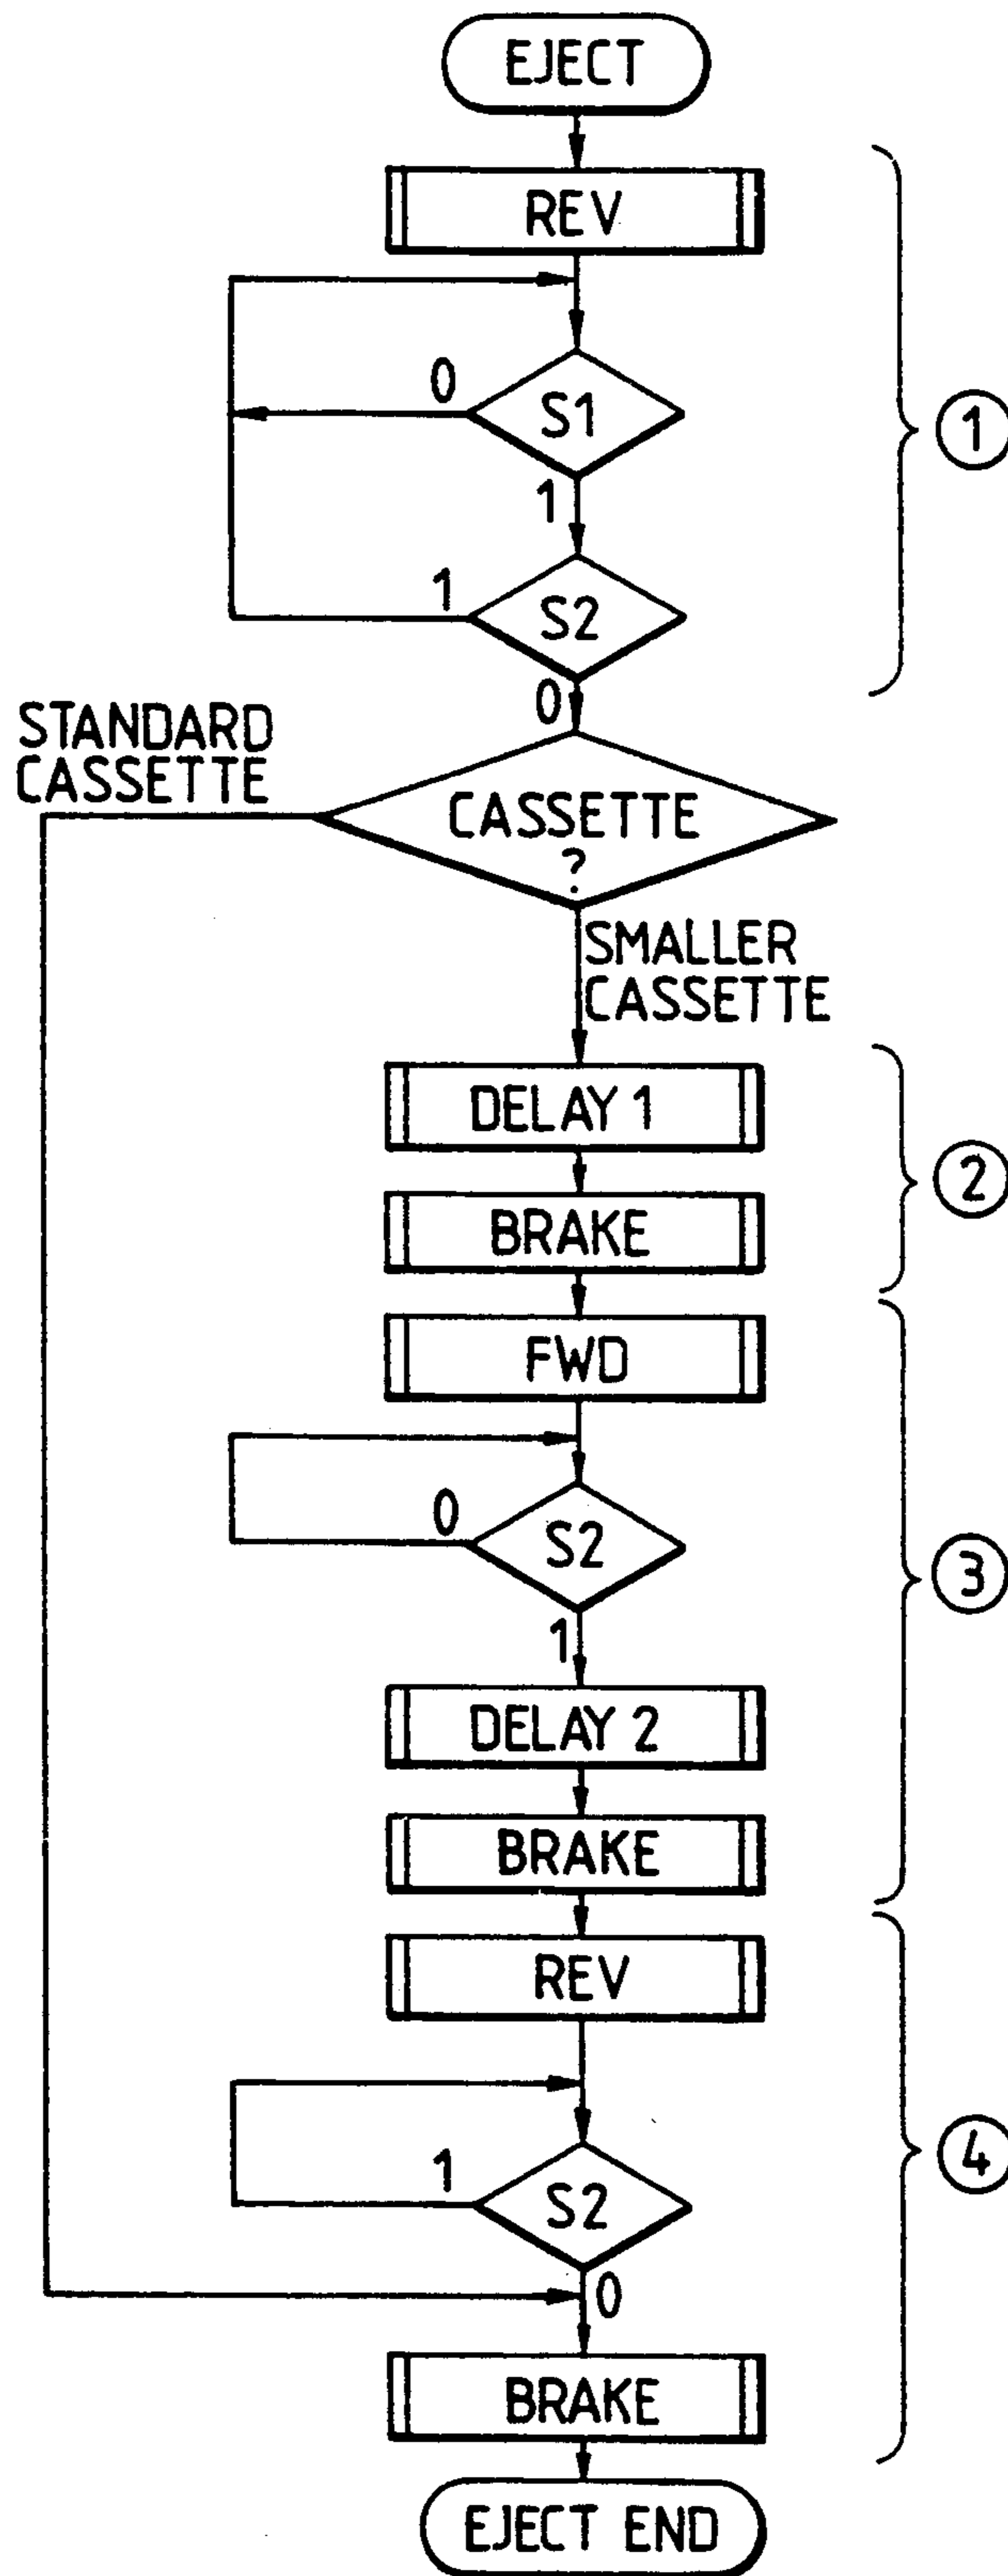 EJECT
REV
0
S1
1
①
1
S2
0
STANDARD
CASSETTE
CASSETTE
?
SMALLER
CASSETTE
DELAY 1
②
BRAKE
FWD
0
S2
③
1
DELAY 2
BRAKE
REV
1
S2
④
0
BRAKE
EJECT END